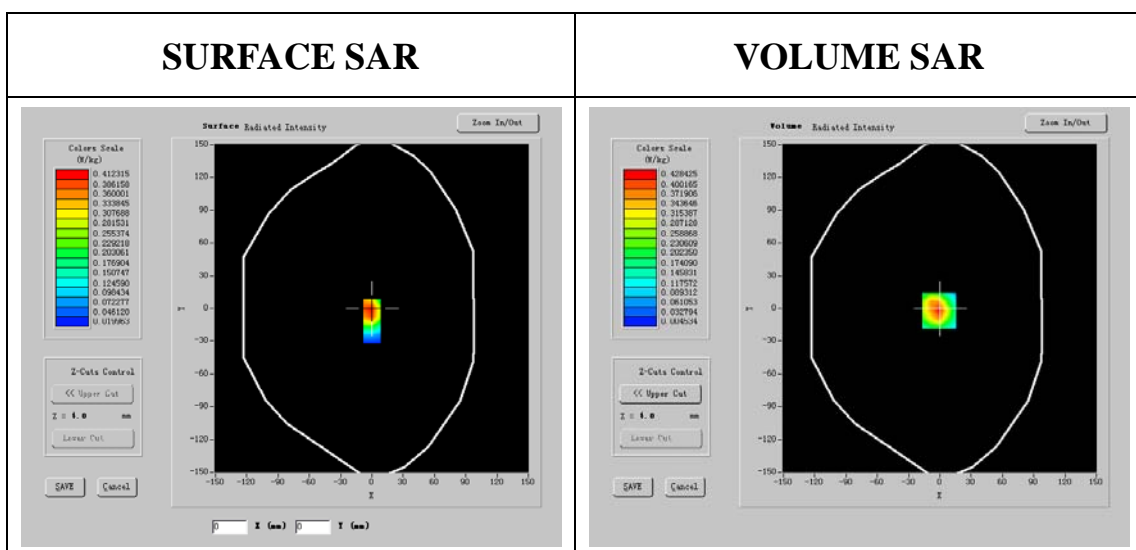 SURFACE SAR
VOLUME SAR
Surface Radiated Intensity
Zoom In/Out
Colors Scale
(W/kg)
0.412315
0.386158
0.360001
0.333845
0.307688
0.281531
0.255374
0.229218
0.203061
0.176904
0.150747
0.124590
0.098434
0.072277
0.046120
0.019963
150
120
90
60
30
0
-30
-60
-90
-120
-150
Y
-150 -120 -90 -60 -30 0 30 60 90 120 150
X
Z-Cuts Control
<< Upper Cut
Z = 4.0 mm
Lower Cut
SAVE
Cancel
0 X (mm) 0 Y (mm)
Volume Radiated Intensity
Zoom In/Out
Colors Scale
(W/kg)
0.428425
0.400165
0.371906
0.343646
0.315387
0.287128
0.258868
0.230609
0.202350
0.174090
0.145831
0.117572
0.089312
0.061053
0.032794
0.004534
150
120
90
60
30
0
-30
-60
-90
-120
-150
Y
-150 -120 -90 -60 -30 0 30 60 90 120 150
X
Z-Cuts Control
<< Upper Cut
Z = 4.0 mm
Lower Cut
SAVE
Cancel